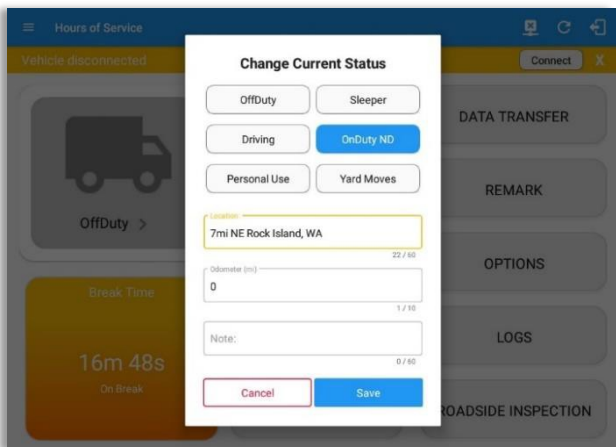 Hours of Service
Vehicle disconnected
Connect
X
Change Current Status
OffDuty
Sleeper
Driving
OnDuty ND
Personal Use
Yard Moves
Location
7mi NE Rock Island, WA
22 / 60
Odometer (mi)
0
1 / 10
Note:
0 / 60
Cancel
Save
OffDuty >
Break Time
16m 48s
On Break
DATA TRANSFER
REMARK
OPTIONS
LOGS
ROADSIDE INSPECTION